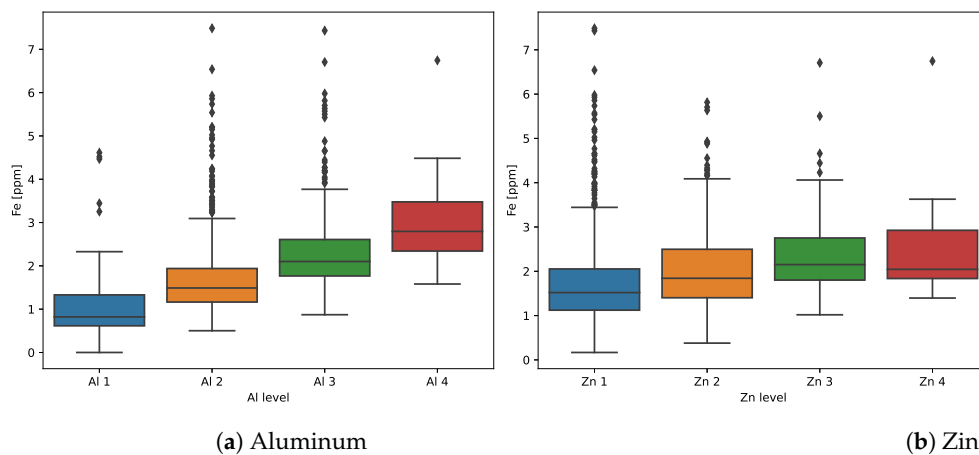 7
6
5
4
3
2
1
0
Fe [ppm]
Al 1 Al 2 Al 3 Al 4
Al level
(a) Aluminum
7
6
5
4
3
2
1
0
Fe [ppm]
Zn 1 Zn 2 Zn 3 Zn 4
Zn level
(b) Zin